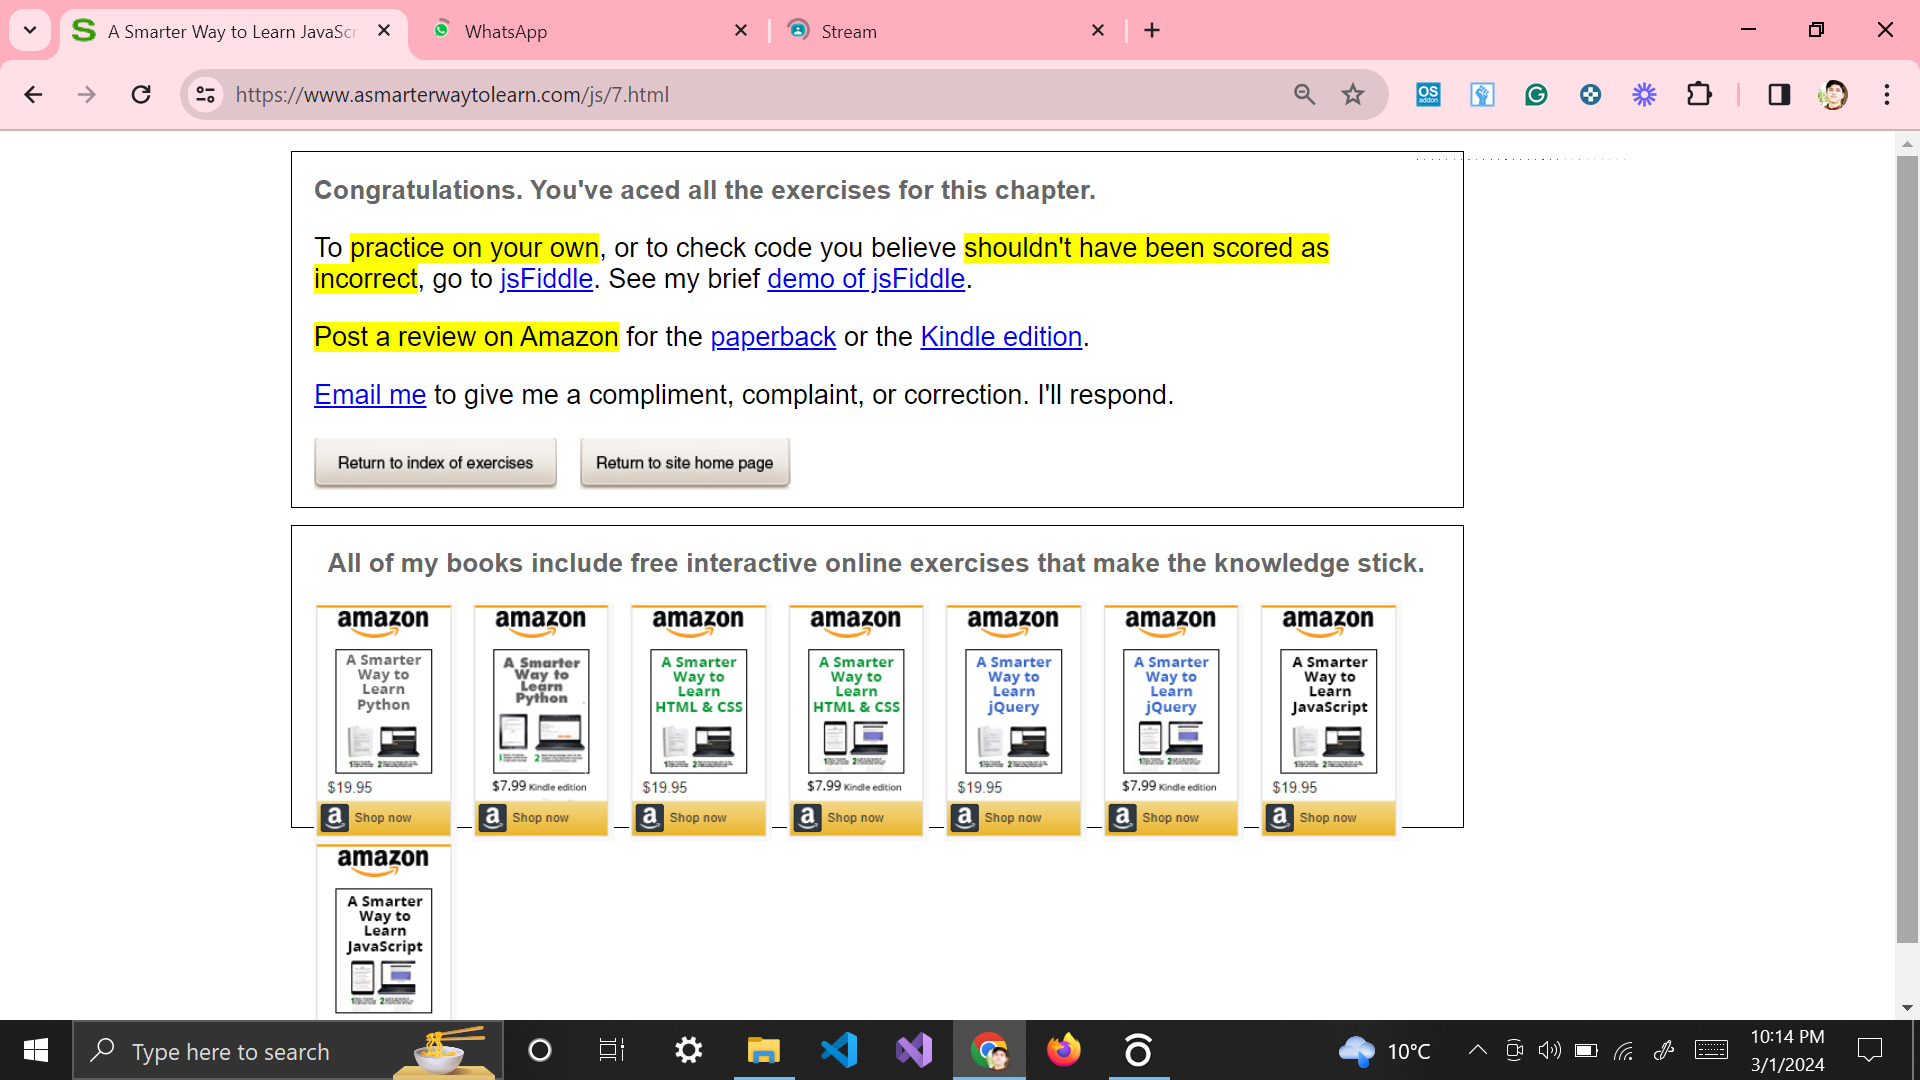 A Smarter Way to Learn JavaScr
WhatsApp
Stream
https://www.asmarterwaytolearn.com/js/7.html
OS
addon
Congratulations. You've aced all the exercises for this chapter.
To practice on your own, or to check code you believe shouldn't have been scored as
incorrect, go to jsFiddle. See my brief demo of jsFiddle.
Post a review on Amazon for the paperback or the Kindle edition.
Email me to give me a compliment, complaint, or correction. I'll respond.
Return to index of exercises
Return to site home page
All of my books include free interactive online exercises that make the knowledge stick.
amazon
A Smarter
Way to
Learn
Python
$19.95
Shop now
amazon
A Smarter
Way to
Learn
Python
$7.99 Kindle edition
Shop now
amazon
A Smarter
Way to
Learn
HTML & CSS
$19.95
Shop now
amazon
A Smarter
Way to
Learn
HTML & CSS
$7.99 Kindle edition
Shop now
amazon
A Smarter
Way to
Learn
jQuery
$19.95
Shop now
amazon
A Smarter
Way to
Learn
jQuery
$7.99 Kindle edition
Shop now
amazon
A Smarter
Way to
Learn
JavaScript
$19.95
Shop now
amazon
A Smarter
Way to
Learn
JavaScript
Type here to search
10°C
10:14 PM
3/1/2024